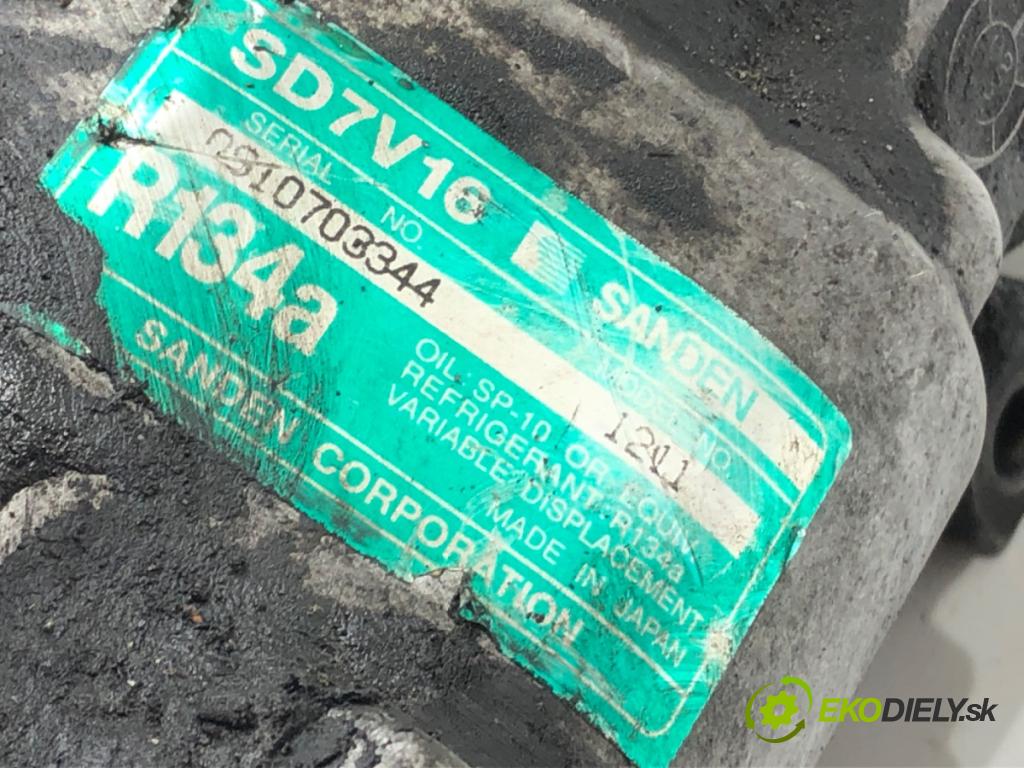 SD7V16 SANDEN
SERIAL NO. MODEL NO.
0910703344 1211
R134a
OIL: SP-10 OR EQUIV.
REFRIGERANT: R134a
VARIABLE DISPLACEMENT
MADE IN JAPAN
SANDEN CORPORATION
EKODIELY.sk